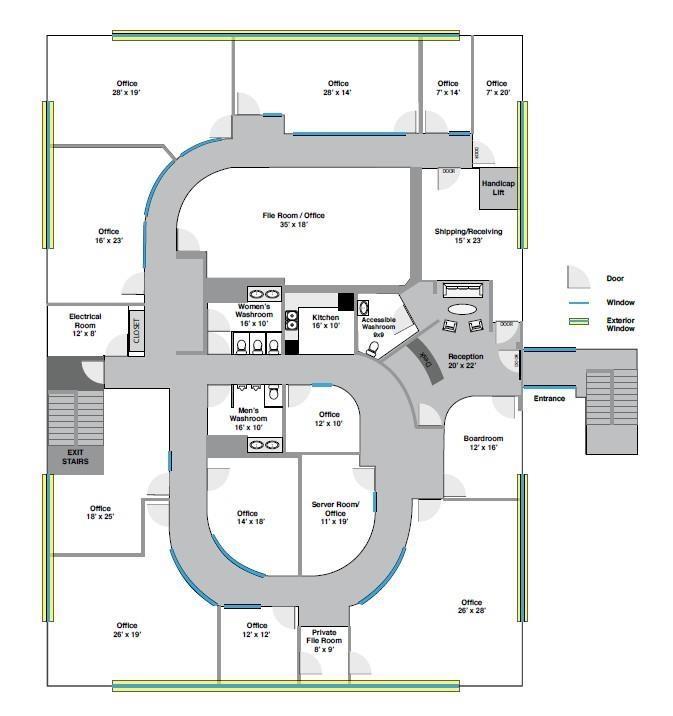 Office
28' x 19'
Office
28' x 14'
Office
7' x 14'
Office
7' x 20'
DOOR
DOOR
Handicap
Lift
File Room / Office
35' x 18'
Office
16' x 23'
Shipping/Receiving
15' x 23'
Door
Window
Exterior
Window
Electrical
Room
12' x 8'
CLOSET
Women's
Washroom
16' x 10'
Kitchen
16' x 10'
Accessible
Washroom
9x9
DOOR
Desk
Reception
20' x 22'
DOOR
Entrance
Men's
Washroom
16' x 10'
Office
12' x 10'
Boardroom
12' x 16'
EXIT
STAIRS
Office
18' x 25'
Office
14' x 18'
Server Room/
Office
11' x 19'
Office
26' x 28'
Office
26' x 19'
Office
12' x 12'
Private
File Room
8' x 9'